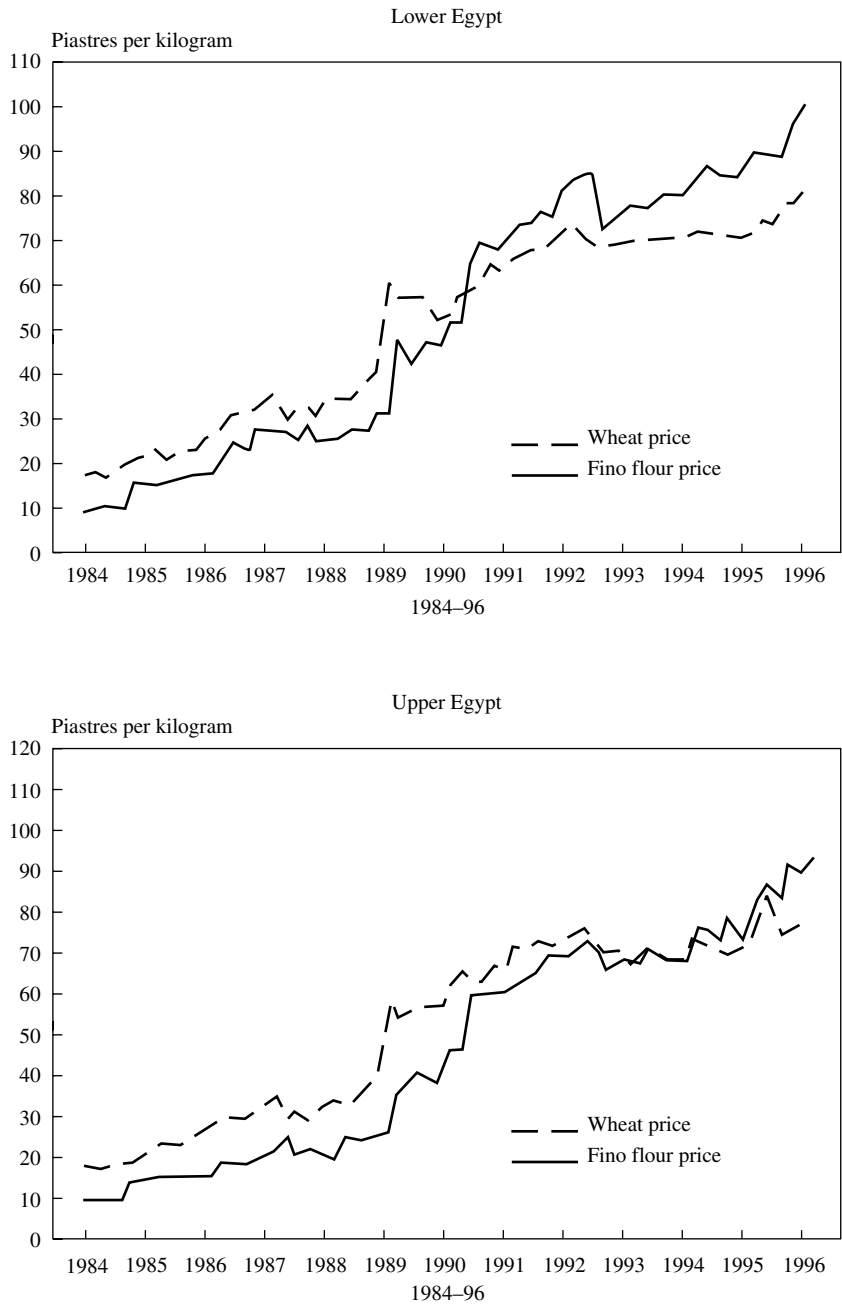 Lower Egypt
Piastres per kilogram
110
100
90
80
70
60
50
40
30
20
10
0
Wheat price
Fino flour price
1984 1985 1986 1987 1988 1989 1990 1991 1992 1993 1994 1995 1996
1984–96
Upper Egypt
Piastres per kilogram
120
110
100
90
80
70
60
50
40
30
20
10
0
Wheat price
Fino flour price
1984 1985 1986 1987 1988 1989 1990 1991 1992 1993 1994 1995 1996
1984–96